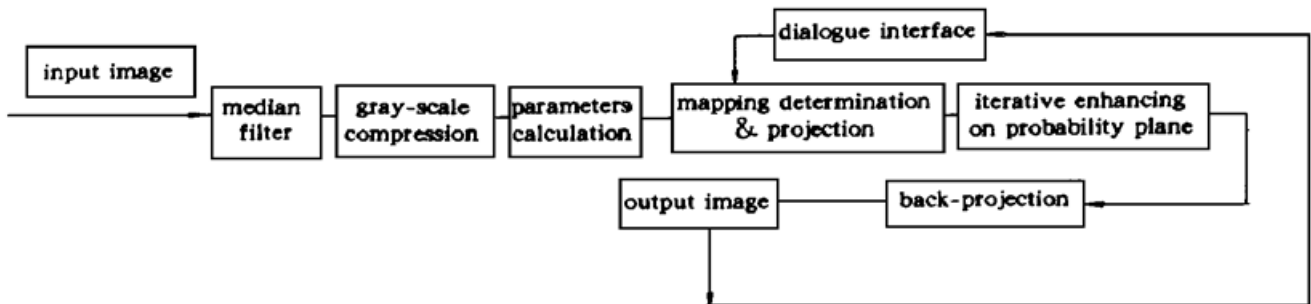 dialogue interface
input image
median
filter
gray-scale
compression
parameters
calculation
mapping determination
& projection
iterative enhancing
on probability plane
output image
back-projection